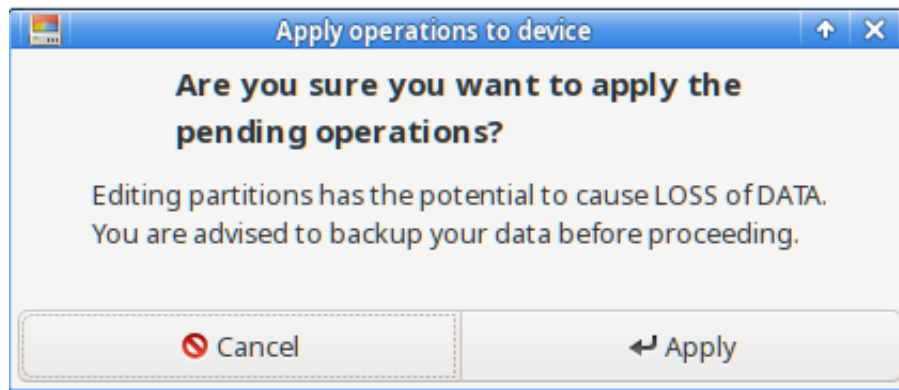 Apply operations to device
Are you sure you want to apply the
pending operations?
Editing partitions has the potential to cause LOSS of DATA.
You are advised to backup your data before proceeding.
Cancel
Apply